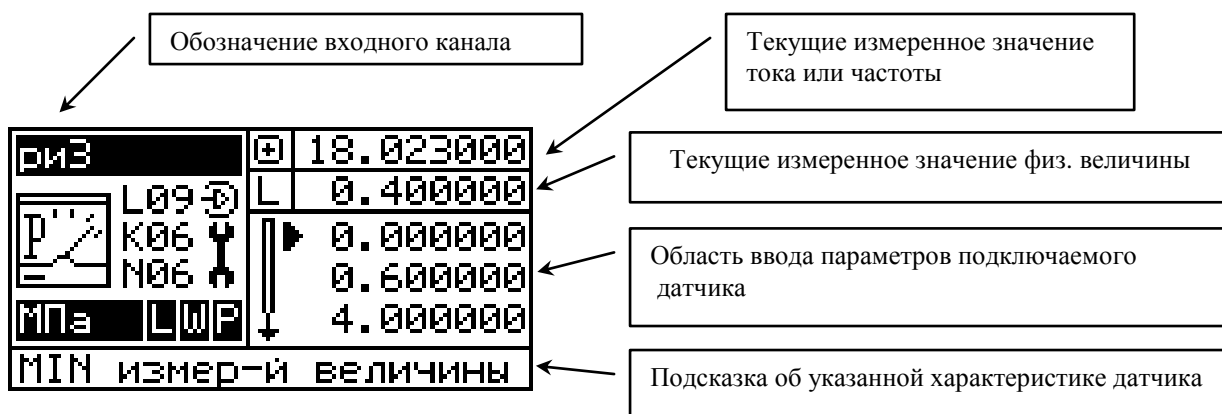 Обозначение входного канала
Текущие измеренное значение
тока или частоты
Текущие измеренное значение физ. величины
Область ввода параметров подключаемого
датчика
Подсказка об указанной характеристике датчика
ри3
18.023000
L 0.400000
L09
P K06
N06
0.000000
0.600000
4.000000
МПа L W P
MIN измер-й величины